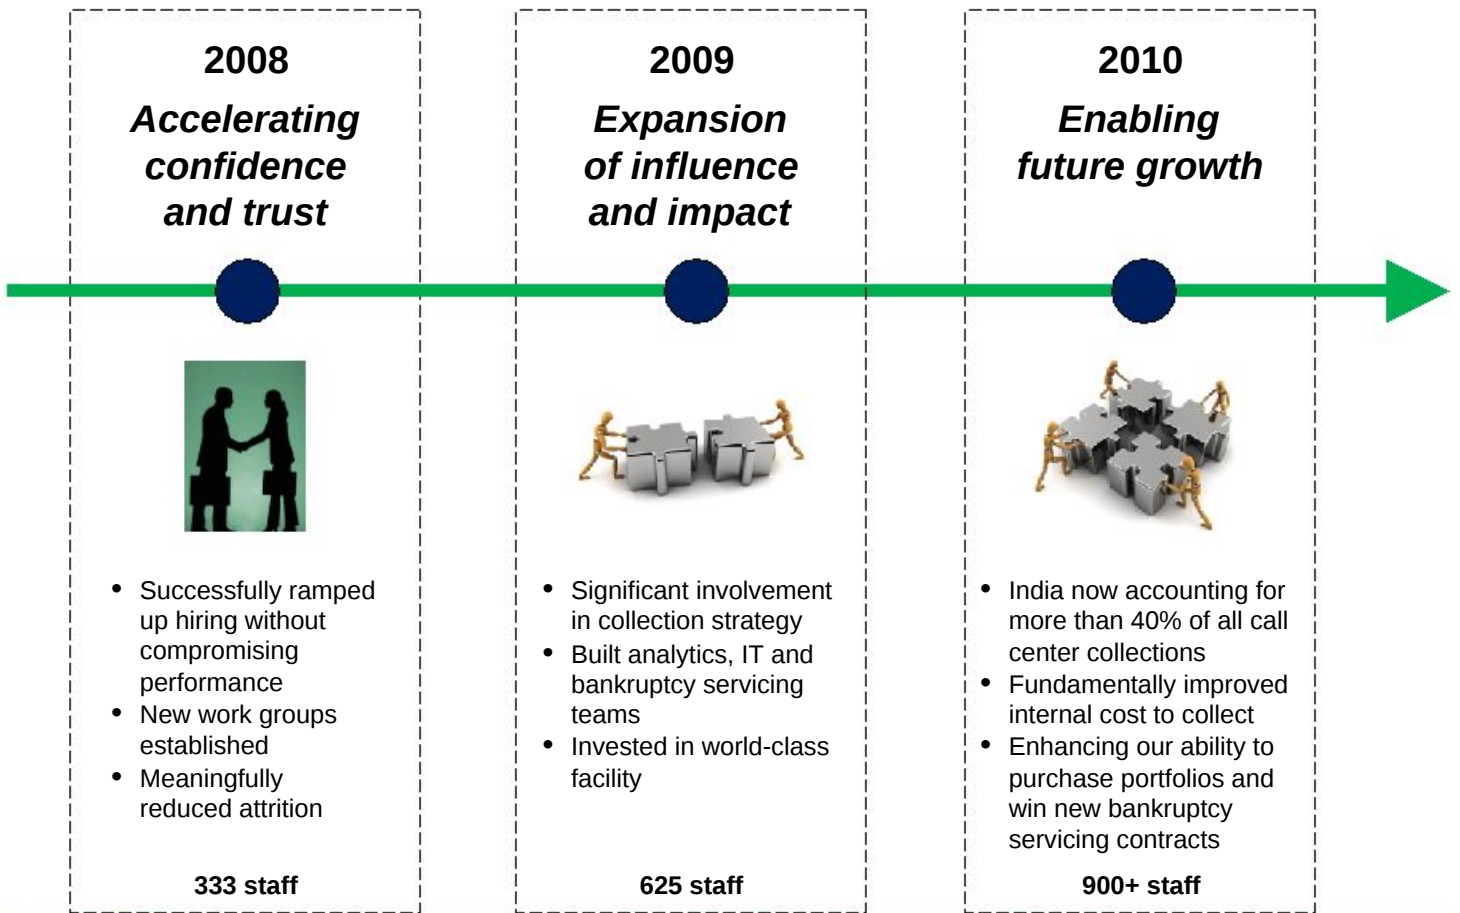 2008
Accelerating
confidence
and trust
• Successfully ramped
up hiring without
compromising
performance
• New work groups
established
• Meaningfully
reduced attrition
333 staff
2009
Expansion
of influence
and impact
• Significant involvement
in collection strategy
• Built analytics, IT and
bankruptcy servicing
teams
• Invested in world-class
facility
625 staff
2010
Enabling
future growth
• India now accounting for
more than 40% of all call
center collections
• Fundamentally improved
internal cost to collect
• Enhancing our ability to
purchase portfolios and
win new bankruptcy
servicing contracts
900+ staff